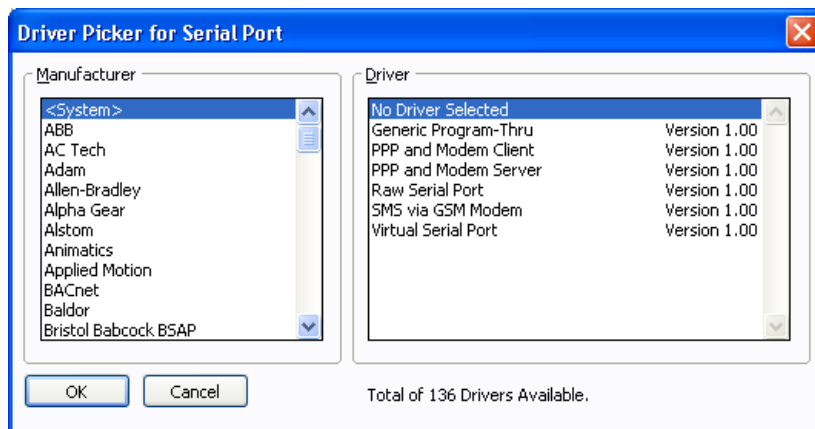 Driver Picker for Serial Port
Manufacturer
<System>
ABB
AC Tech
Adam
Allen-Bradley
Alpha Gear
Alstom
Animatics
Applied Motion
BACnet
Baldor
Bristol Babcock BSAP
Driver
No Driver Selected
Generic Program-Thru Version 1.00
PPP and Modem Client Version 1.00
PPP and Modem Server Version 1.00
Raw Serial Port Version 1.00
SMS via GSM Modem Version 1.00
Virtual Serial Port Version 1.00
OK Cancel Total of 136 Drivers Available.